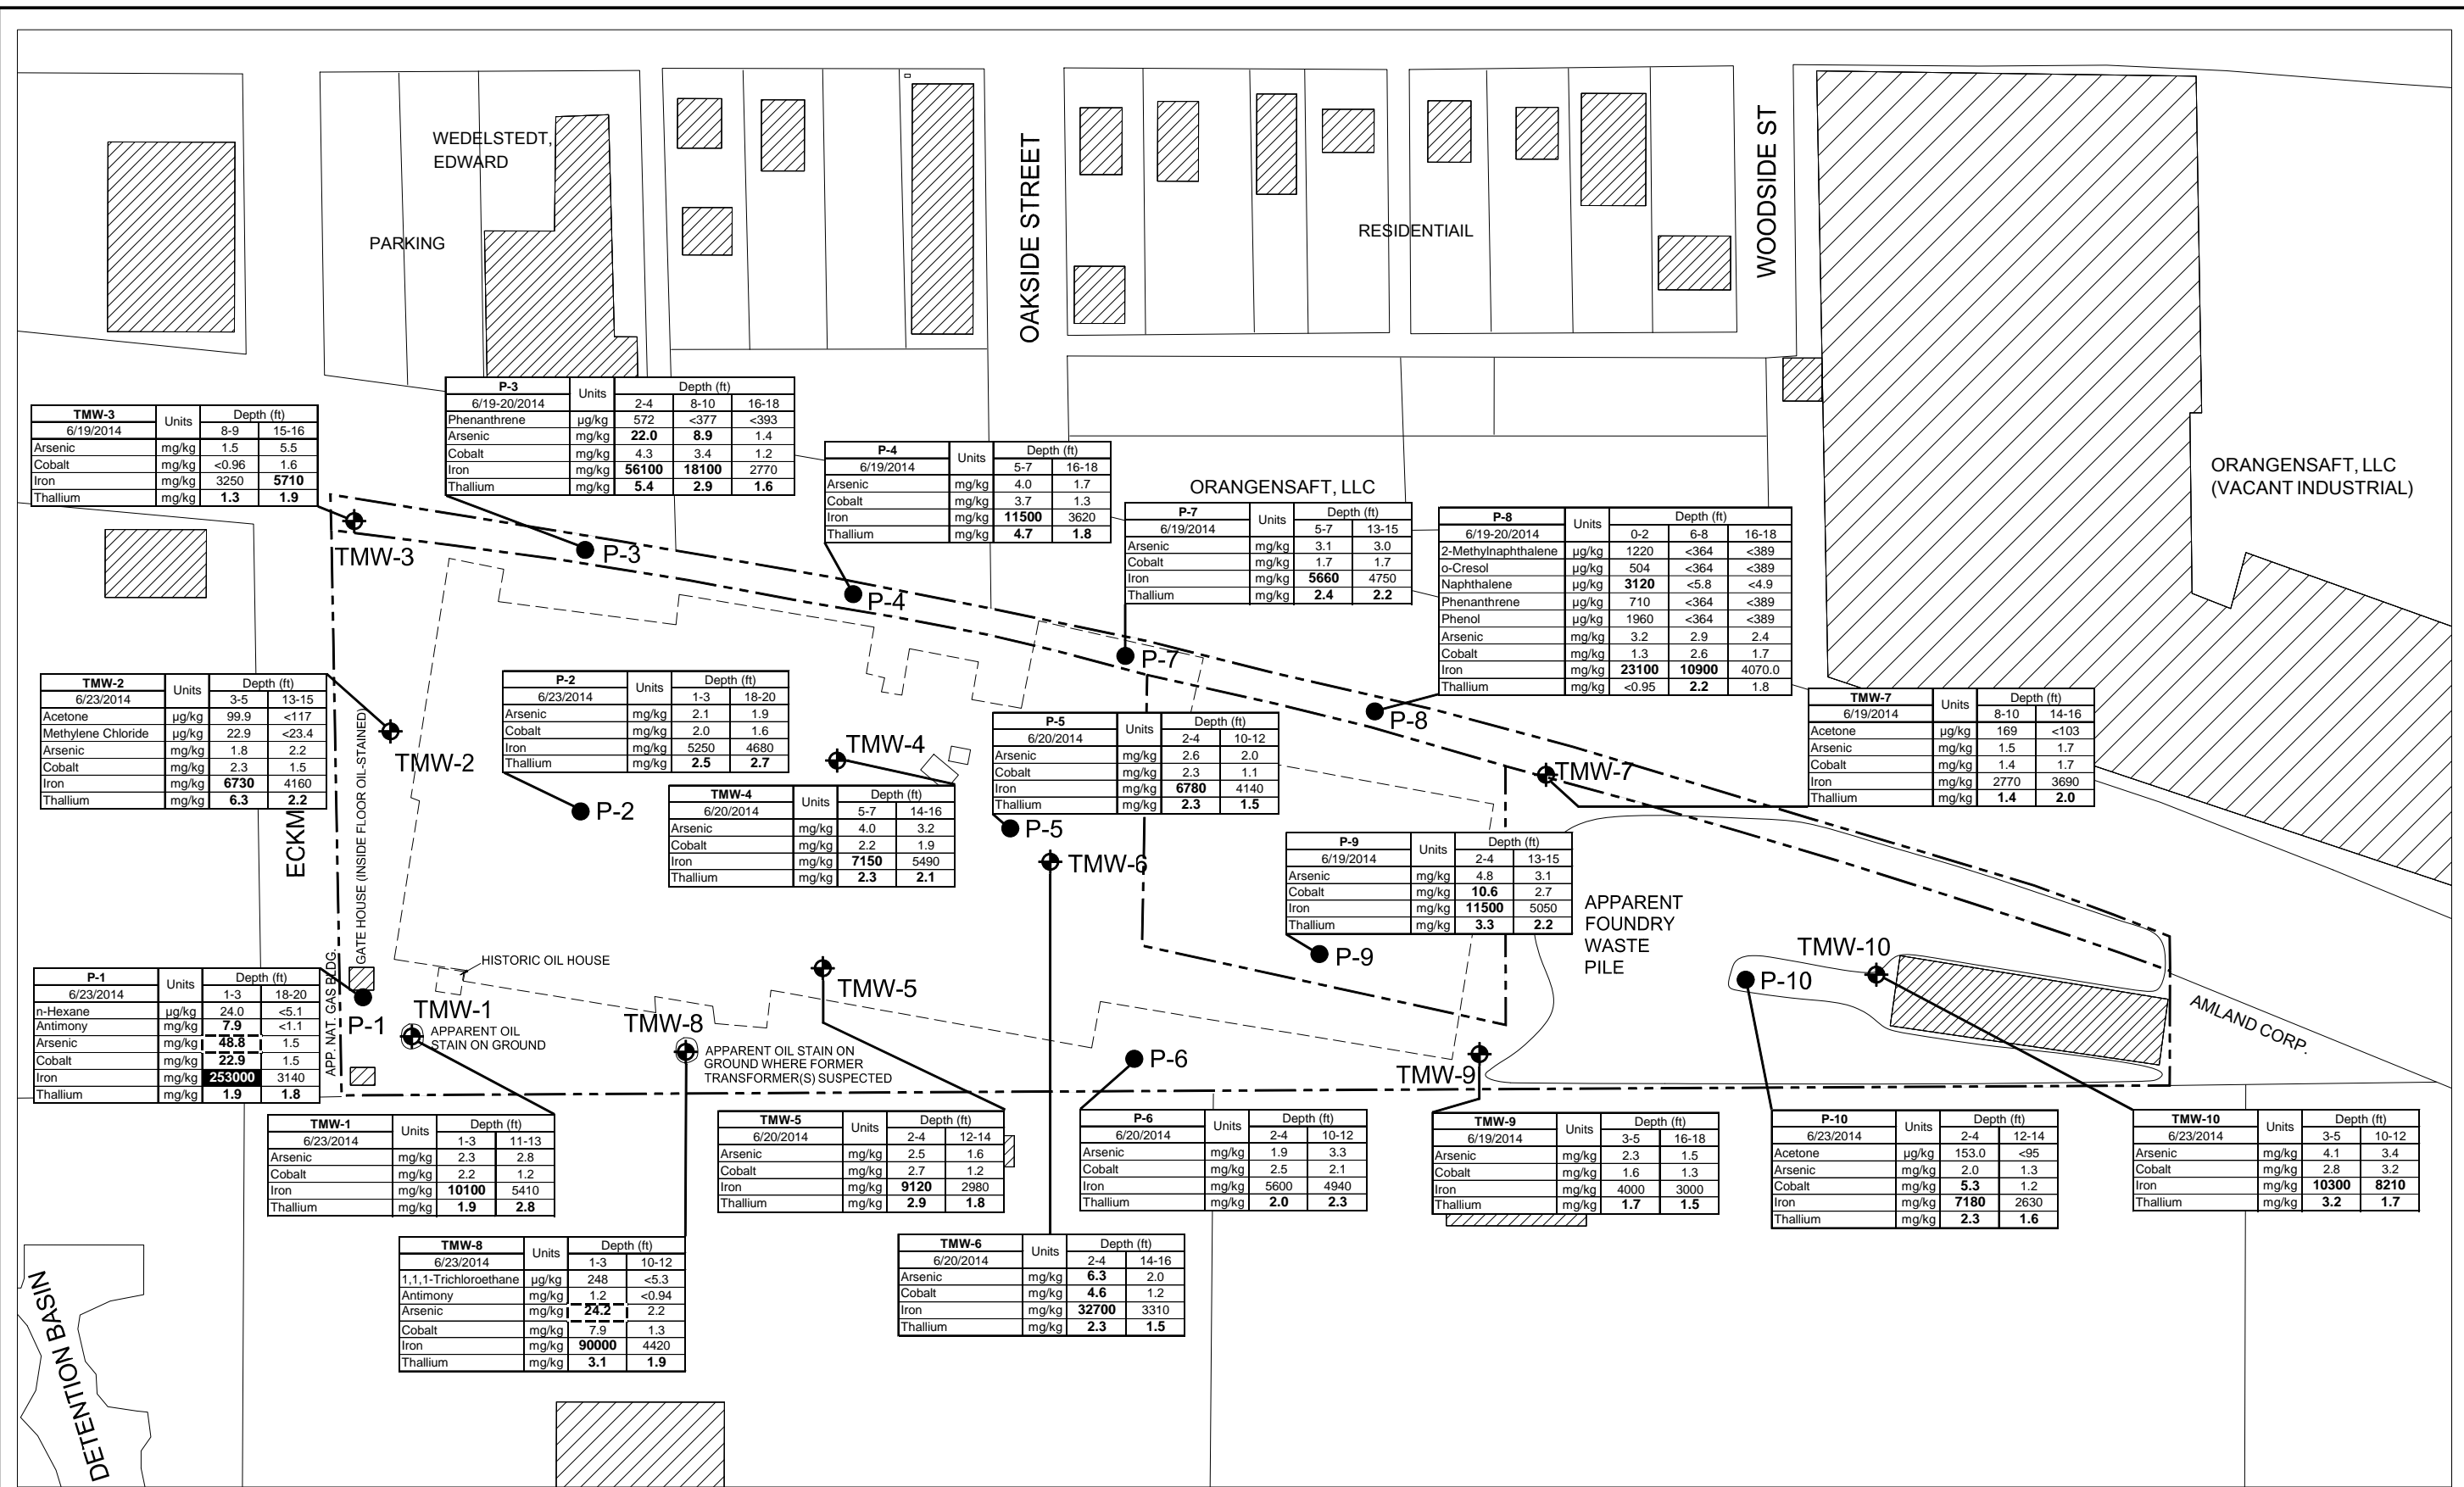 WEDELSTEDT,
EDWARD
PARKING
OAKSIDE STREET
RESIDENTIAIL
WOODSIDE ST
ORANGENSAFT, LLC
(VACANT INDUSTRIAL)
ORANGENSAFT, LLC
TMW-3 Units Depth (ft)
6/19/2014 8-9 15-16
Arsenic mg/kg 1.5 5.5
Cobalt mg/kg <0.96 1.6
Iron mg/kg 3250 5710
Thallium mg/kg 1.3 1.9
P-3 Units Depth (ft)
6/19-20/2014 2-4 8-10 16-18
Phenanthrene µg/kg 572 <377 <393
Arsenic mg/kg 22.0 8.9 1.4
Cobalt mg/kg 4.3 3.4 1.2
Iron mg/kg 56100 18100 2770
Thallium mg/kg 5.4 2.9 1.6
P-4 Units Depth (ft)
6/19/2014 5-7 16-18
Arsenic mg/kg 4.0 1.7
Cobalt mg/kg 3.7 1.3
Iron mg/kg 11500 3620
Thallium mg/kg 4.7 1.8
P-7 Units Depth (ft)
6/19/2014 5-7 13-15
Arsenic mg/kg 3.1 3.0
Cobalt mg/kg 1.7 1.7
Iron mg/kg 5660 4750
Thallium mg/kg 2.4 2.2
P-8 Units Depth (ft)
6/19-20/2014 0-2 6-8 16-18
2-Methylnaphthalene µg/kg 1220 <364 <389
o-Cresol µg/kg 504 <364 <389
Naphthalene µg/kg 3120 <5.8 <4.9
Phenanthrene µg/kg 710 <364 <389
Phenol µg/kg 1960 <364 <389
Arsenic mg/kg 3.2 2.9 2.4
Cobalt mg/kg 1.3 2.6 1.7
Iron mg/kg 23100 10900 4070.0
Thallium mg/kg <0.95 2.2 1.8
TMW-3
P-3
P-4
P-7
P-8
TMW-2 Units Depth (ft)
6/23/2014 3-5 13-15
Acetone µg/kg 99.9 <117
Methylene Chloride µg/kg 22.9 <23.4
Arsenic mg/kg 1.8 2.2
Cobalt mg/kg 2.3 1.5
Iron mg/kg 6730 4160
Thallium mg/kg 6.3 2.2
P-2 Units Depth (ft)
6/23/2014 1-3 18-20
Arsenic mg/kg 2.1 1.9
Cobalt mg/kg 2.0 1.6
Iron mg/kg 5250 4680
Thallium mg/kg 2.5 2.7
TMW-4 Units Depth (ft)
6/20/2014 5-7 14-16
Arsenic mg/kg 4.0 3.2
Cobalt mg/kg 2.2 1.9
Iron mg/kg 7150 5490
Thallium mg/kg 2.3 2.1
P-5 Units Depth (ft)
6/20/2014 2-4 10-12
Arsenic mg/kg 2.6 2.0
Cobalt mg/kg 2.3 1.1
Iron mg/kg 6780 4140
Thallium mg/kg 2.3 1.5
TMW-7 Units Depth (ft)
6/19/2014 8-10 14-16
Acetone µg/kg 169 <103
Arsenic mg/kg 1.5 1.7
Cobalt mg/kg 1.4 1.7
Iron mg/kg 2770 3690
Thallium mg/kg 1.4 2.0
TMW-2
TMW-4
TMW-7
P-2
P-5
TMW-6
ECKM
GATE HOUSE (INSIDE FLOOR OIL-STAINED)
APP. NAT. GAS BLDG.
P-9 Units Depth (ft)
6/19/2014 2-4 13-15
Arsenic mg/kg 4.8 3.1
Cobalt mg/kg 10.6 2.7
Iron mg/kg 11500 5050
Thallium mg/kg 3.3 2.2
APPARENT
FOUNDRY
WASTE
PILE
HISTORIC OIL HOUSE
P-9
TMW-10
P-10
TMW-5
AMLAND CORP.
P-1 Units Depth (ft)
6/23/2014 1-3 18-20
n-Hexane µg/kg 24.0 <5.1
Antimony mg/kg 7.9 <1.1
Arsenic mg/kg 48.8 1.5
Cobalt mg/kg 22.9 1.5
Iron mg/kg 253000 3140
Thallium mg/kg 1.9 1.8
P-1
TMW-1
APPARENT OIL
STAIN ON GROUND
TMW-8
APPARENT OIL STAIN ON
GROUND WHERE FORMER
TRANSFORMER(S) SUSPECTED
P-6
TMW-9
TMW-1 Units Depth (ft)
6/23/2014 1-3 11-13
Arsenic mg/kg 2.3 2.8
Cobalt mg/kg 2.2 1.2
Iron mg/kg 10100 5410
Thallium mg/kg 1.9 2.8
TMW-5 Units Depth (ft)
6/20/2014 2-4 12-14
Arsenic mg/kg 2.5 1.6
Cobalt mg/kg 2.7 1.2
Iron mg/kg 9120 2980
Thallium mg/kg 2.9 1.8
P-6 Units Depth (ft)
6/20/2014 2-4 10-12
Arsenic mg/kg 1.9 3.3
Cobalt mg/kg 2.5 2.1
Iron mg/kg 5600 4940
Thallium mg/kg 2.0 2.3
TMW-9 Units Depth (ft)
6/19/2014 3-5 16-18
Arsenic mg/kg 2.3 1.5
Cobalt mg/kg 1.6 1.3
Iron mg/kg 4000 3000
Thallium mg/kg 1.7 1.5
P-10 Units Depth (ft)
6/23/2014 2-4 12-14
Acetone µg/kg 153.0 <95
Arsenic mg/kg 2.0 1.3
Cobalt mg/kg 5.3 1.2
Iron mg/kg 7180 2630
Thallium mg/kg 2.3 1.6
TMW-10 Units Depth (ft)
6/23/2014 3-5 10-12
Arsenic mg/kg 4.1 3.4
Cobalt mg/kg 2.8 3.2
Iron mg/kg 10300 8210
Thallium mg/kg 3.2 1.7
TMW-8 Units Depth (ft)
6/23/2014 1-3 10-12
1,1,1-Trichloroethane µg/kg 248 <5.3
Antimony mg/kg 1.2 <0.94
Arsenic mg/kg 24.2 2.2
Cobalt mg/kg 7.9 1.3
Iron mg/kg 90000 4420
Thallium mg/kg 3.1 1.9
TMW-6 Units Depth (ft)
6/20/2014 2-4 14-16
Arsenic mg/kg 6.3 2.0
Cobalt mg/kg 4.6 1.2
Iron mg/kg 32700 3310
Thallium mg/kg 2.3 1.5
DETENTION BASIN